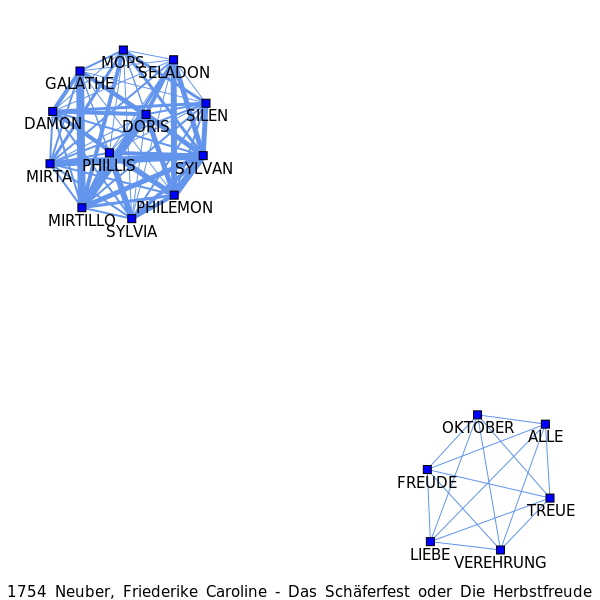 MOPS
SELADON
GALATHE
SILEN
DAMON
DORIS
PHILLIS
SYLVAN
MIRTA
PHILEMON
MIRTILLO
SYLVIA
OKTOBER
ALLE
FREUDE
TREUE
LIEBE
VEREHRUNG
1754 Neuber, Friederike Caroline - Das Schäferfest oder Die Herbstfreude